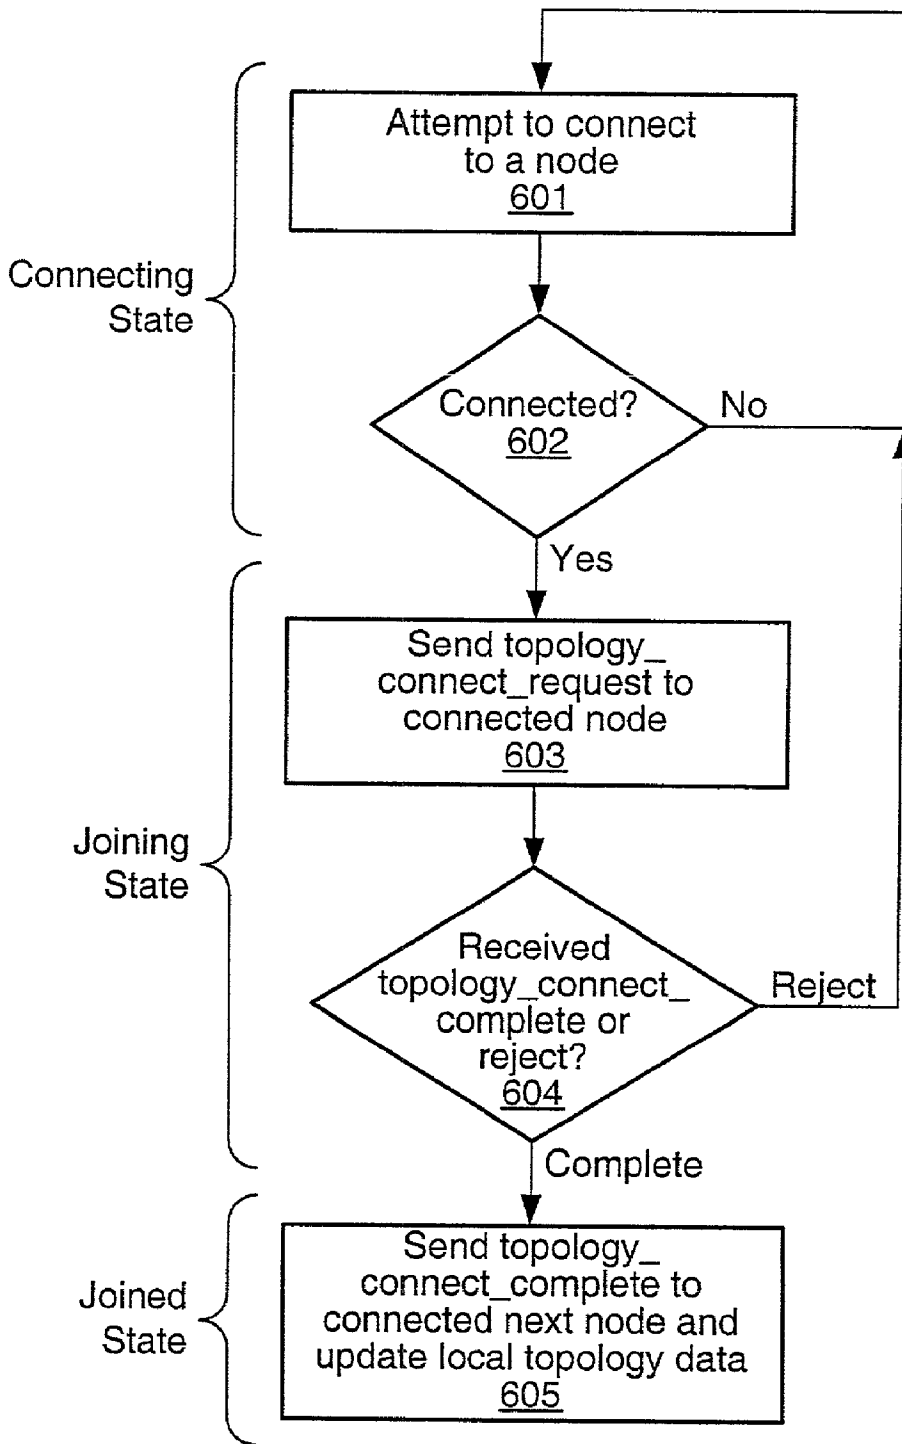 Attempt to connect
to a node
601
Connecting
State
Connected?
602
No
Yes
Send topology_
connect_request to
connected node
603
Joining
State
Received
topology_connect_
complete or
reject?
604
Reject
Complete
Send topology_
connect_complete to
connected next node and
update local topology data
605
Joined
State